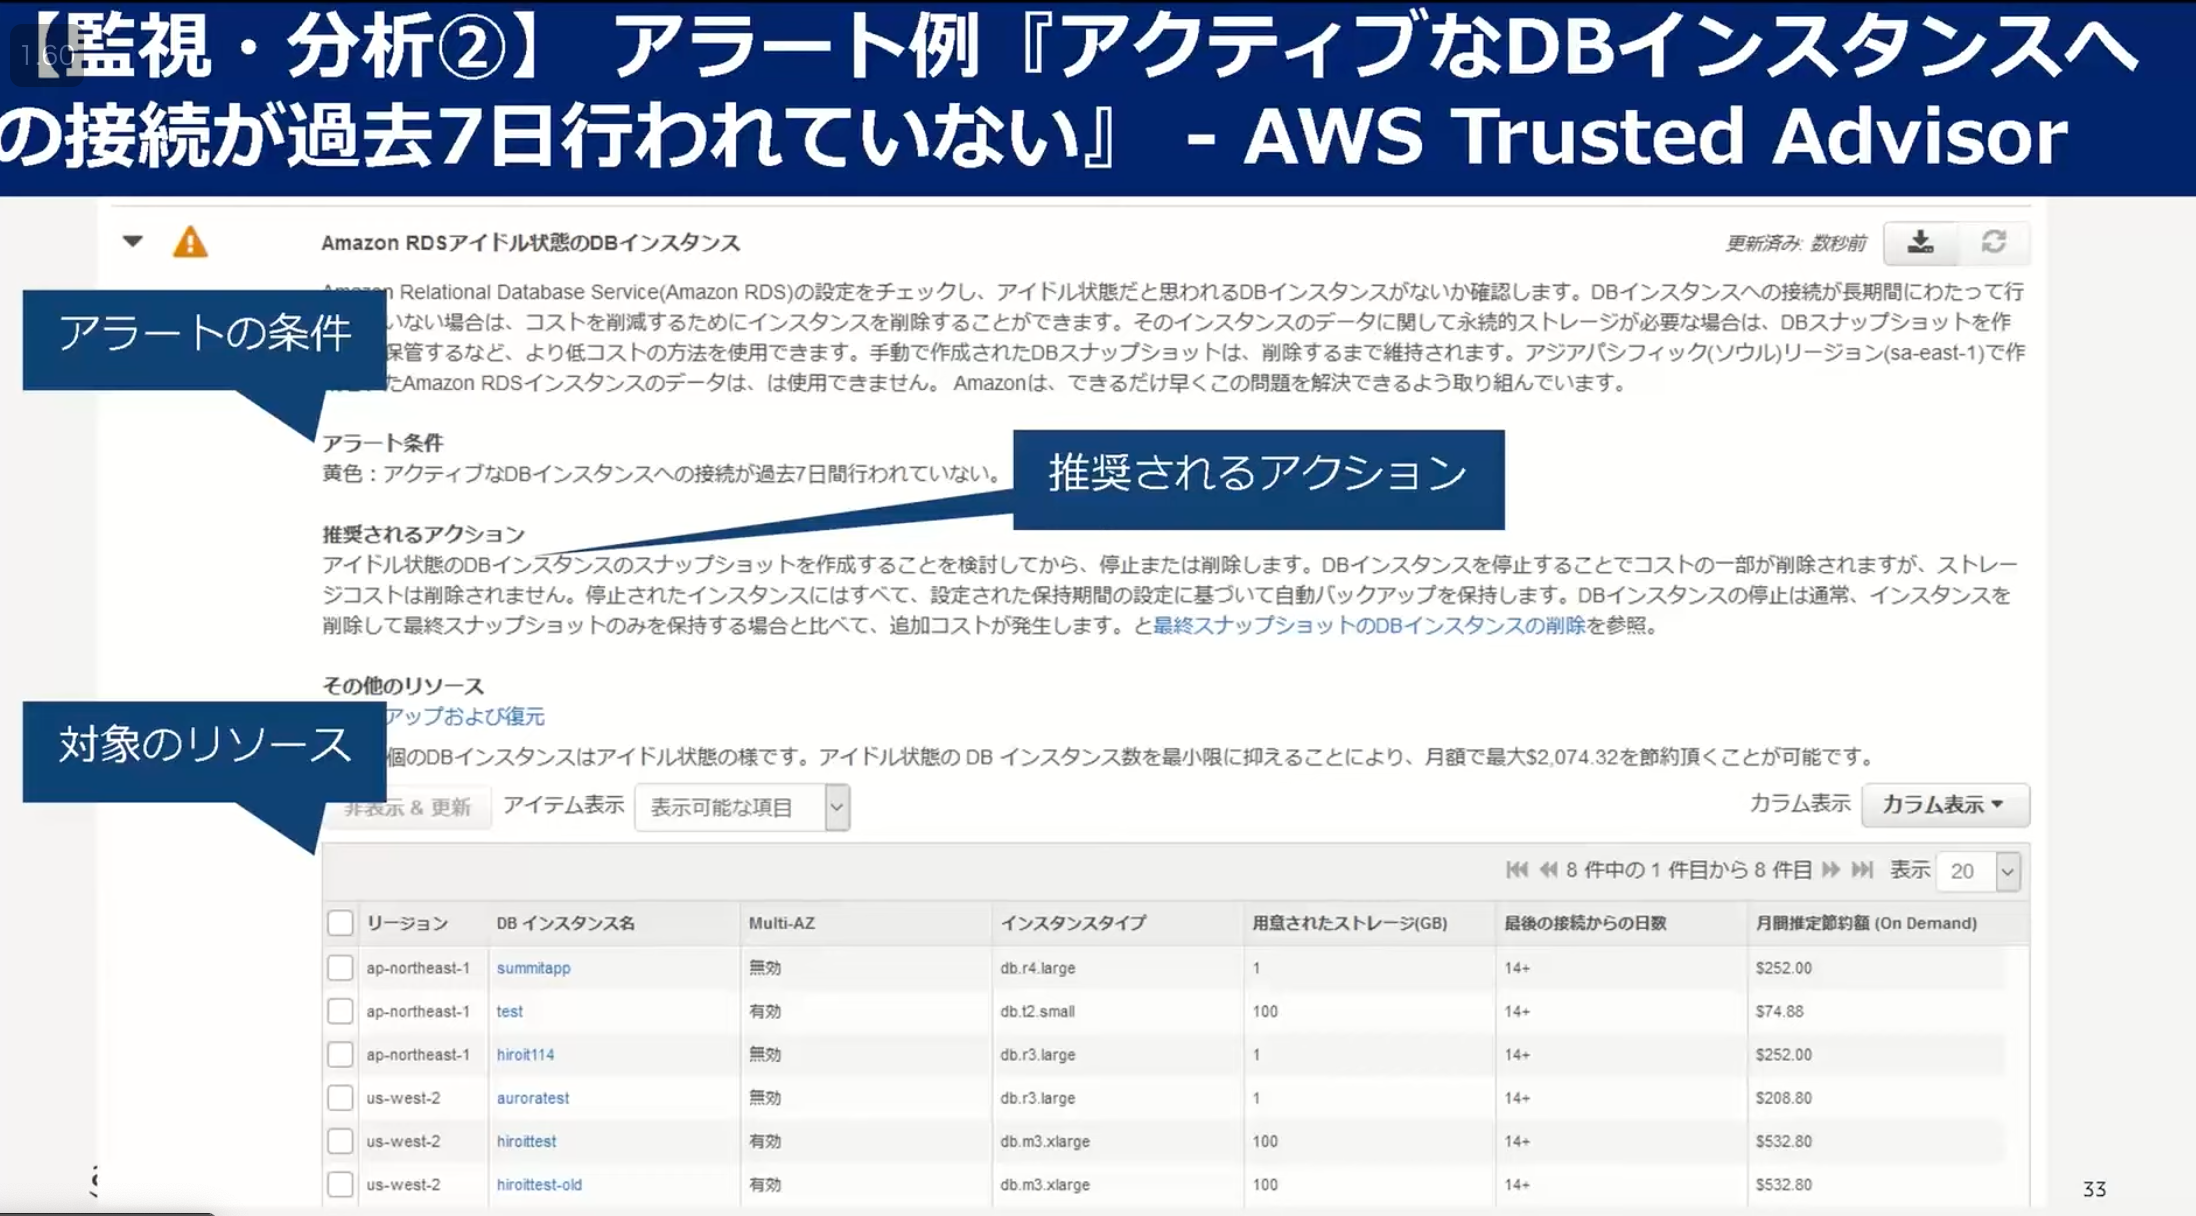 【監視・分析②】 アラート例『アクティブなDBインスタンスへ
の接続が過去7日行われていない』 - AWS Trusted Advisor
1.60
Amazon RDSアイドル状態のDBインスタンス
更新済み: 数秒前
Amazon Relational Database Service(Amazon RDS)の設定をチェックし、アイドル状態だと思われるDBインスタンスがないか確認します。DBインスタンスへの接続が長期間にわたって行
いない場合は、コストを削減するためにインスタンスを削除することができます。そのインスタンスのデータに関して永続的ストレージが必要な場合は、DBスナップショットを作
保管するなど、より低コストの方法を使用できます。手動で作成されたDBスナップショットは、削除するまで維持されます。アジアパシフィック(ソウル)リージョン(sa-east-1)で作
たAmazon RDSインスタンスのデータは、は使用できません。 Amazonは、できるだけ早くこの問題を解決できるよう取り組んでいます。
アラートの条件
アラート条件
黄色：アクティブなDBインスタンスへの接続が過去7日間行われていない。
推奨されるアクション
推奨されるアクション
アイドル状態のDBインスタンスのスナップショットを作成することを検討してから、停止または削除します。DBインスタンスを停止することでコストの一部が削除されますが、ストレー
ジコストは削除されません。停止されたインスタンスにはすべて、設定された保持期間の設定に基づいて自動バックアップを保持します。DBインスタンスの停止は通常、インスタンスを
削除して最終スナップショットのみを保持する場合と比べて、追加コストが発生します。と最終スナップショットのDBインスタンスの削除を参照。
その他のリソース
アップおよび復元
対象のリソース
個のDBインスタンスはアイドル状態の様です。アイドル状態の DB インスタンス数を最小限に抑えることにより、月額で最大$2,074.32を節約頂くことが可能です。
非表示 & 更新 アイテム表示 表示可能な項目 カラム表示 カラム表示
8 件中の 1 件目から 8 件目 表示 20
リージョン DB インスタンス名 Multi-AZ インスタンスタイプ 用意されたストレージ(GB) 最後の接続からの日数 月間推定節約額 (On Demand)
ap-northeast-1 summitapp 無効 db.r4.large 1 14+ $252.00
ap-northeast-1 test 有効 db.t2.small 100 14+ $74.88
ap-northeast-1 hiroit114 無効 db.r3.large 1 14+ $252.00
us-west-2 auroratest 無効 db.r3.large 1 14+ $208.80
us-west-2 hiroittest 有効 db.m3.xlarge 100 14+ $532.80
us-west-2 hiroittest-old 有効 db.m3.xlarge 100 14+ $532.80
33